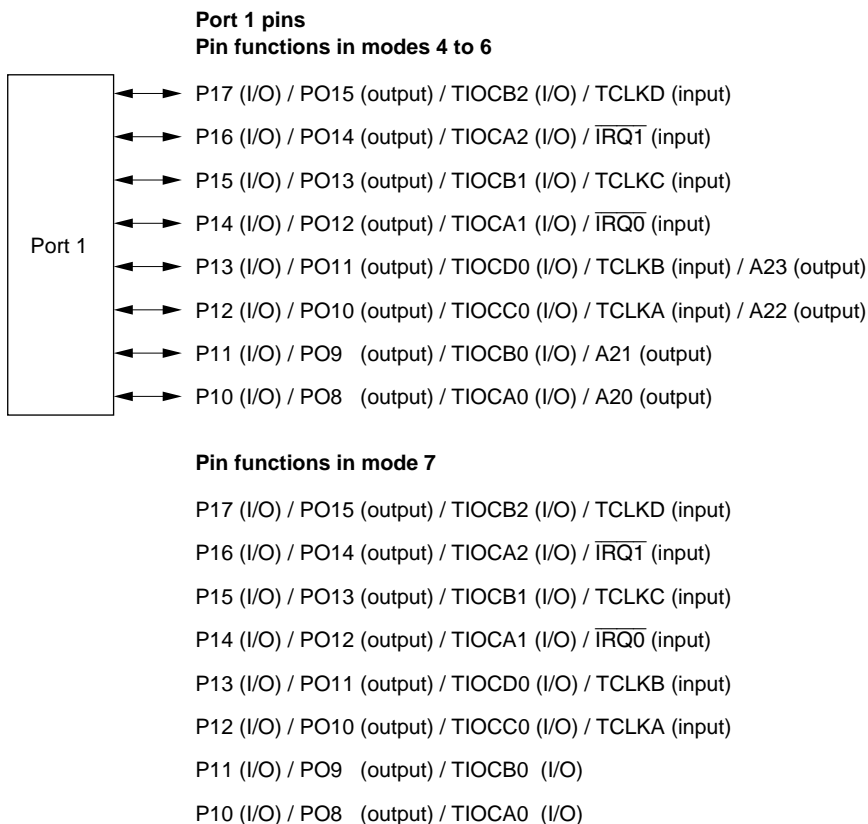 Port 1 pins
Pin functions in modes 4 to 6
P17 (I/O) / PO15 (output) / TIOCB2 (I/O) / TCLKD (input)
P16 (I/O) / PO14 (output) / TIOCA2 (I/O) / I̅R̅Q̅1̅ (input)
P15 (I/O) / PO13 (output) / TIOCB1 (I/O) / TCLKC (input)
P14 (I/O) / PO12 (output) / TIOCA1 (I/O) / I̅R̅Q̅0̅ (input)
Port 1
P13 (I/O) / PO11 (output) / TIOCD0 (I/O) / TCLKB (input) / A23 (output)
P12 (I/O) / PO10 (output) / TIOCC0 (I/O) / TCLKA (input) / A22 (output)
P11 (I/O) / PO9 (output) / TIOCB0 (I/O) / A21 (output)
P10 (I/O) / PO8 (output) / TIOCA0 (I/O) / A20 (output)
Pin functions in mode 7
P17 (I/O) / PO15 (output) / TIOCB2 (I/O) / TCLKD (input)
P16 (I/O) / PO14 (output) / TIOCA2 (I/O) / I̅R̅Q̅1̅ (input)
P15 (I/O) / PO13 (output) / TIOCB1 (I/O) / TCLKC (input)
P14 (I/O) / PO12 (output) / TIOCA1 (I/O) / I̅R̅Q̅0̅ (input)
P13 (I/O) / PO11 (output) / TIOCD0 (I/O) / TCLKB (input)
P12 (I/O) / PO10 (output) / TIOCC0 (I/O) / TCLKA (input)
P11 (I/O) / PO9 (output) / TIOCB0 (I/O)
P10 (I/O) / PO8 (output) / TIOCA0 (I/O)